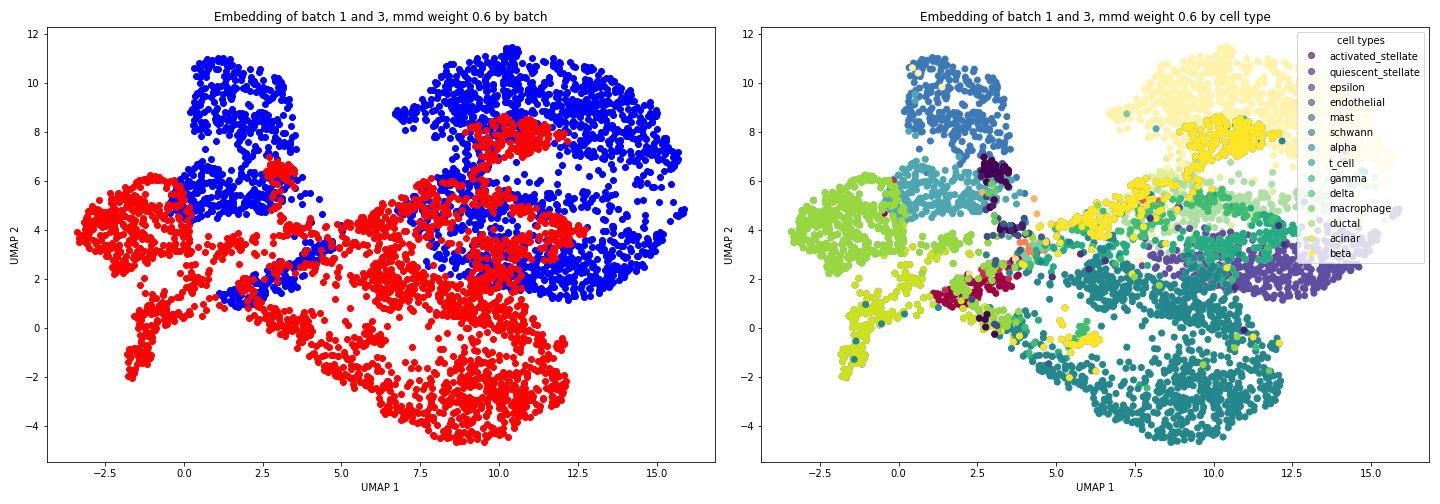 Embedding of batch 1 and 3, mmd weight 0.6 by batch
12
10
8
6
4
2
0
−2
−4
UMAP 2
−2.5 0.0 2.5 5.0 7.5 10.0 12.5 15.0
UMAP 1
Embedding of batch 1 and 3, mmd weight 0.6 by cell type
12
10
8
6
4
2
0
−2
−4
UMAP 2
−2.5 0.0 2.5 5.0 7.5 10.0 12.5 15.0
UMAP 1
cell types
activated_stellate
quiescent_stellate
epsilon
endothelial
mast
schwann
alpha
t_cell
gamma
delta
macrophage
ductal
acinar
beta